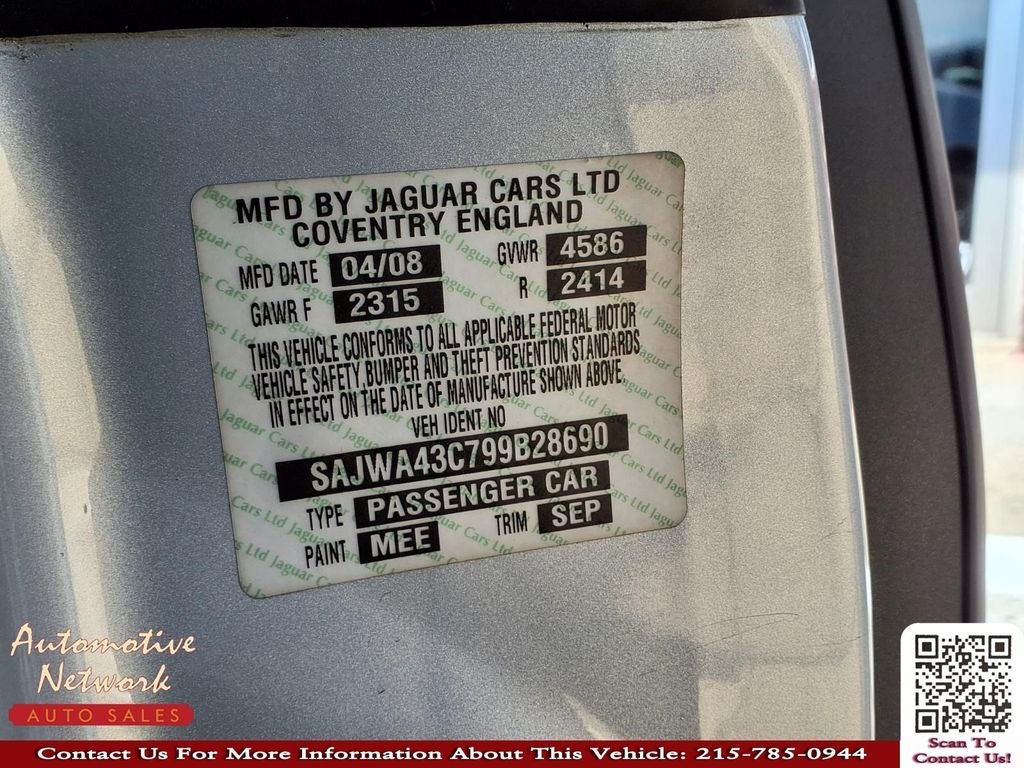 MFD BY JAGUAR CARS LTD
COVENTRY ENGLAND
MFD DATE 04/08 GVWR 4586
GAWR F 2315 R 2414
THIS VEHICLE CONFORMS TO ALL APPLICABLE FEDERAL MOTOR
VEHICLE SAFETY, BUMPER AND THEFT PREVENTION STANDARDS
IN EFFECT ON THE DATE OF MANUFACTURE SHOWN ABOVE.
VEH IDENT NO
SAJWA43C799B28690
TYPE PASSENGER CAR
PAINT MEE TRIM SEP
Automotive
Network
AUTO SALES
Contact Us For More Information About This Vehicle: 215-785-0944
Scan To
Contact Us!